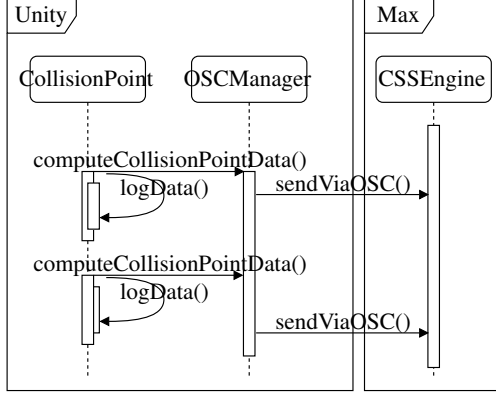 Unity
Max
CollisionPoint
OSCManager
CSSEngine
computeCollisionPointData()
logData()
sendViaOSC()
computeCollisionPointData()
logData()
sendViaOSC()